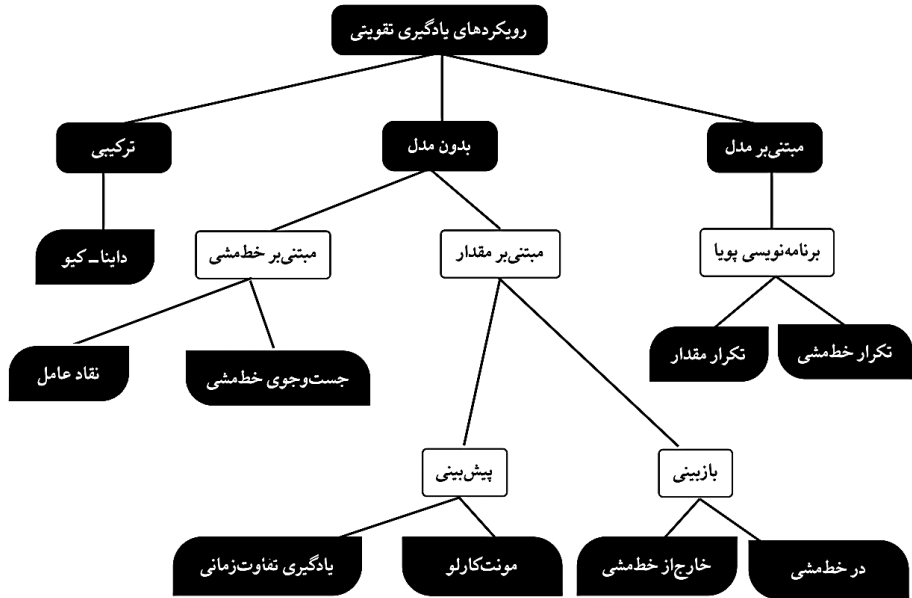 رویکردهای یادگیری تقویتی
مبتنی‌بر مدل
بدون مدل
ترکیبی
برنامه‌نویسی پویا
مبتنی‌بر مقدار
مبتنی‌بر خط‌مشی
داینا-کیو
تکرار خط‌مشی
تکرار مقدار
جست‌وجوی خط‌مشی
نقاد عامل
بازبینی
پیش‌بینی
در خط‌مشی
خارج‌از خط‌مشی
مونت‌کارلو
یادگیری تفاوت‌زمانی